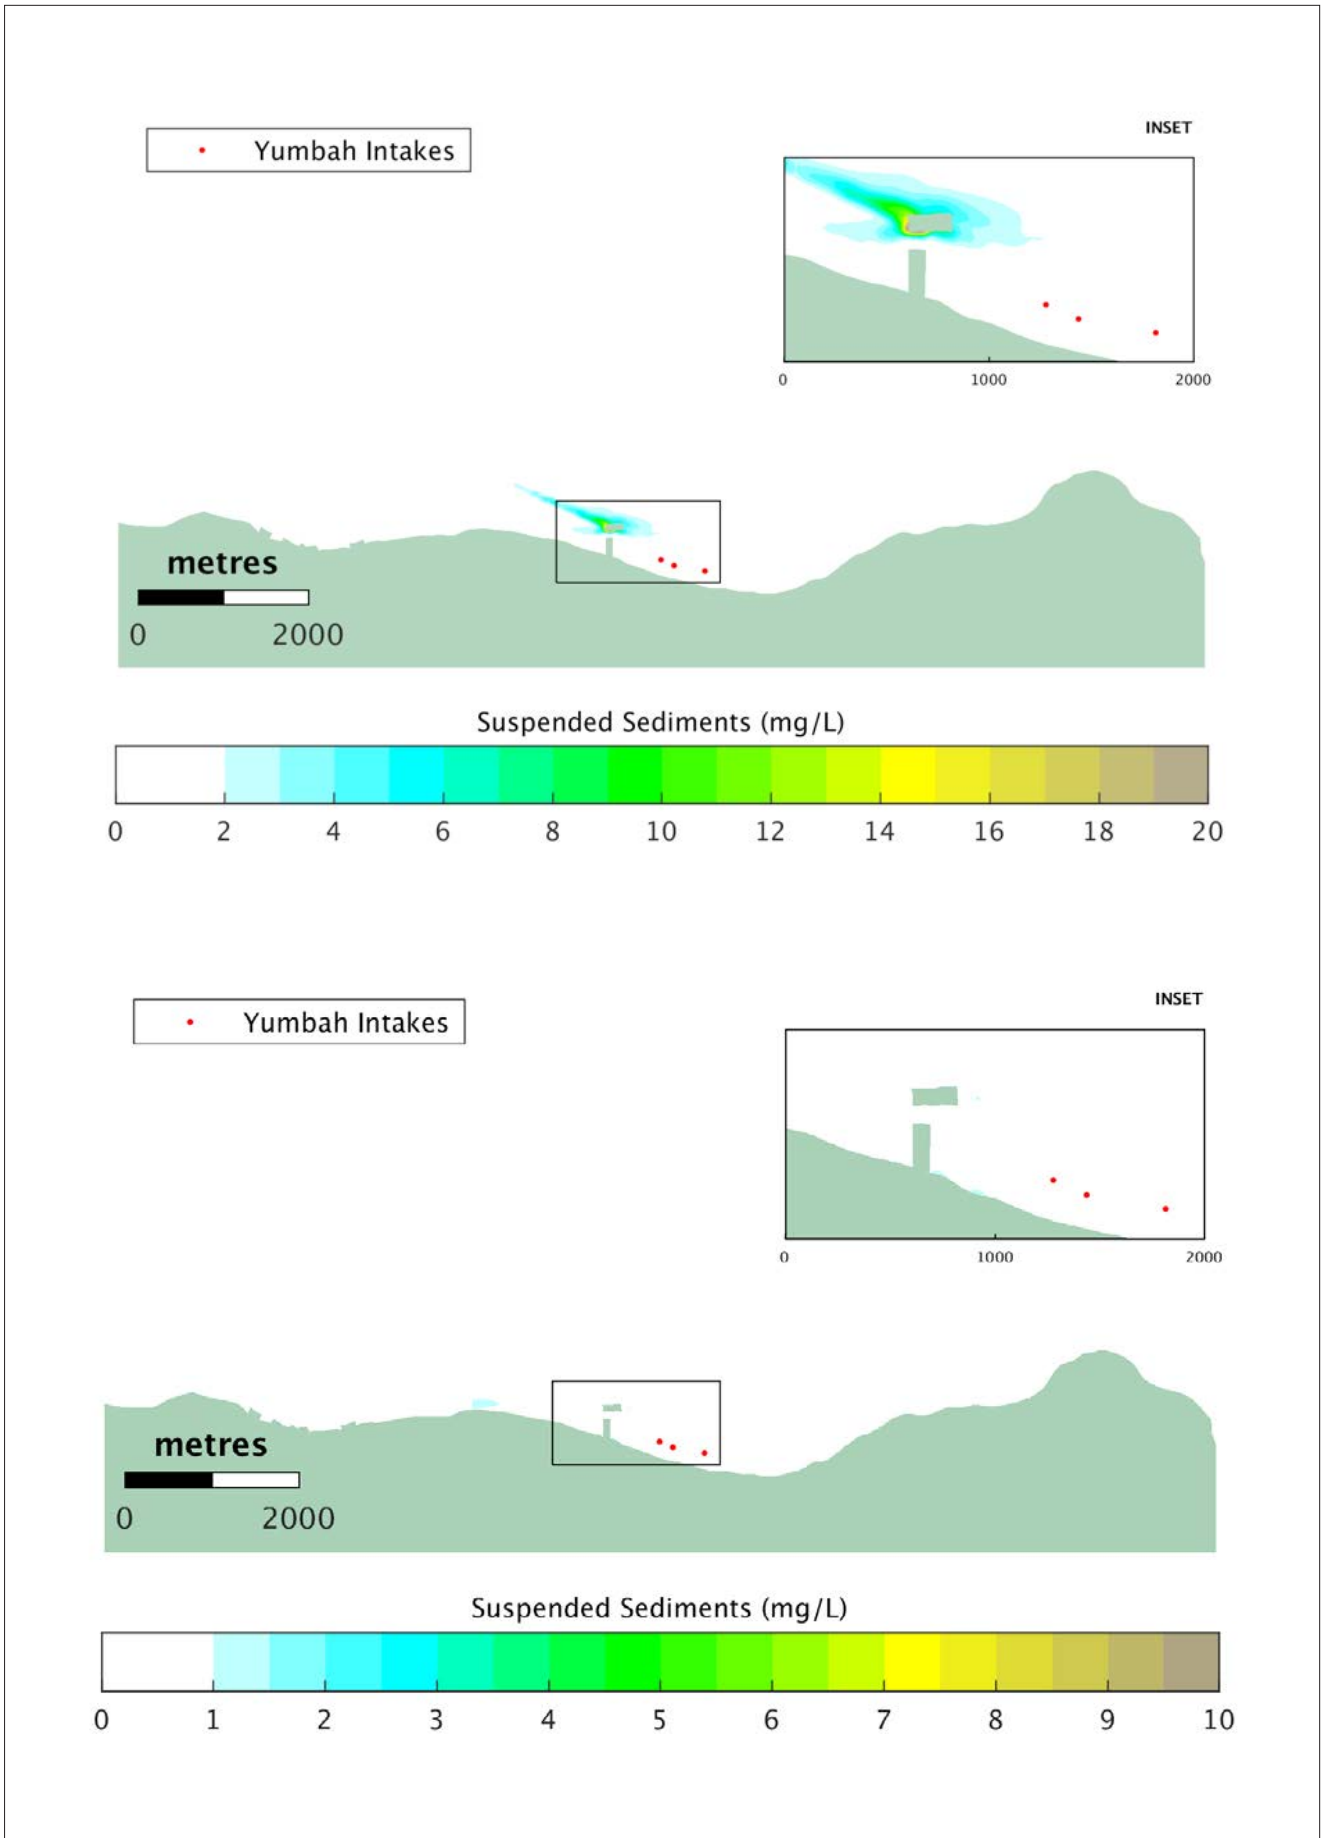 INSET
Yumbah Intakes
0 1000 2000
metres
0 2000
Suspended Sediments (mg/L)
0 2 4 6 8 10 12 14 16 18 20
INSET
Yumbah Intakes
0 1000 2000
metres
0 2000
Suspended Sediments (mg/L)
0 1 2 3 4 5 6 7 8 9 10